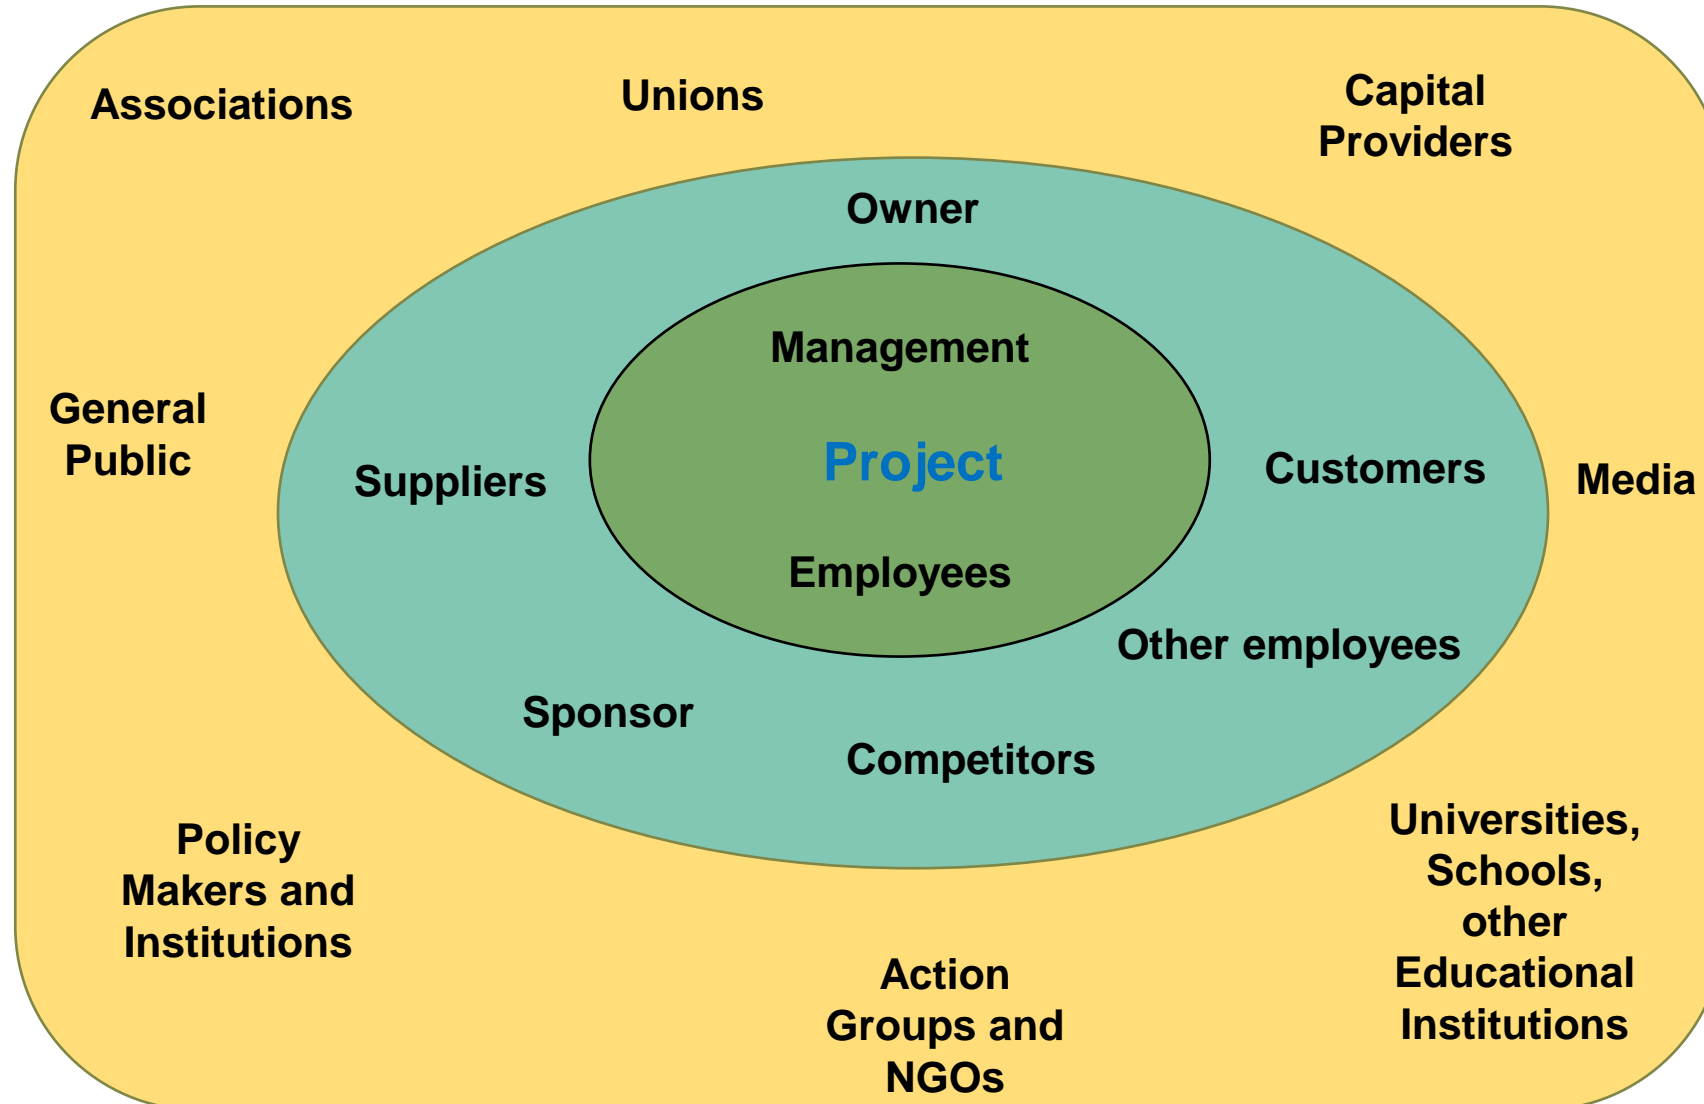 Associations
Unions
Capital
Providers
Owner
Management
General
Public
Suppliers
Project
Customers
Media
Employees
Other employees
Sponsor
Competitors
Policy
Makers and
Institutions
Action
Groups and
NGOs
Universities,
Schools,
other
Educational
Institutions